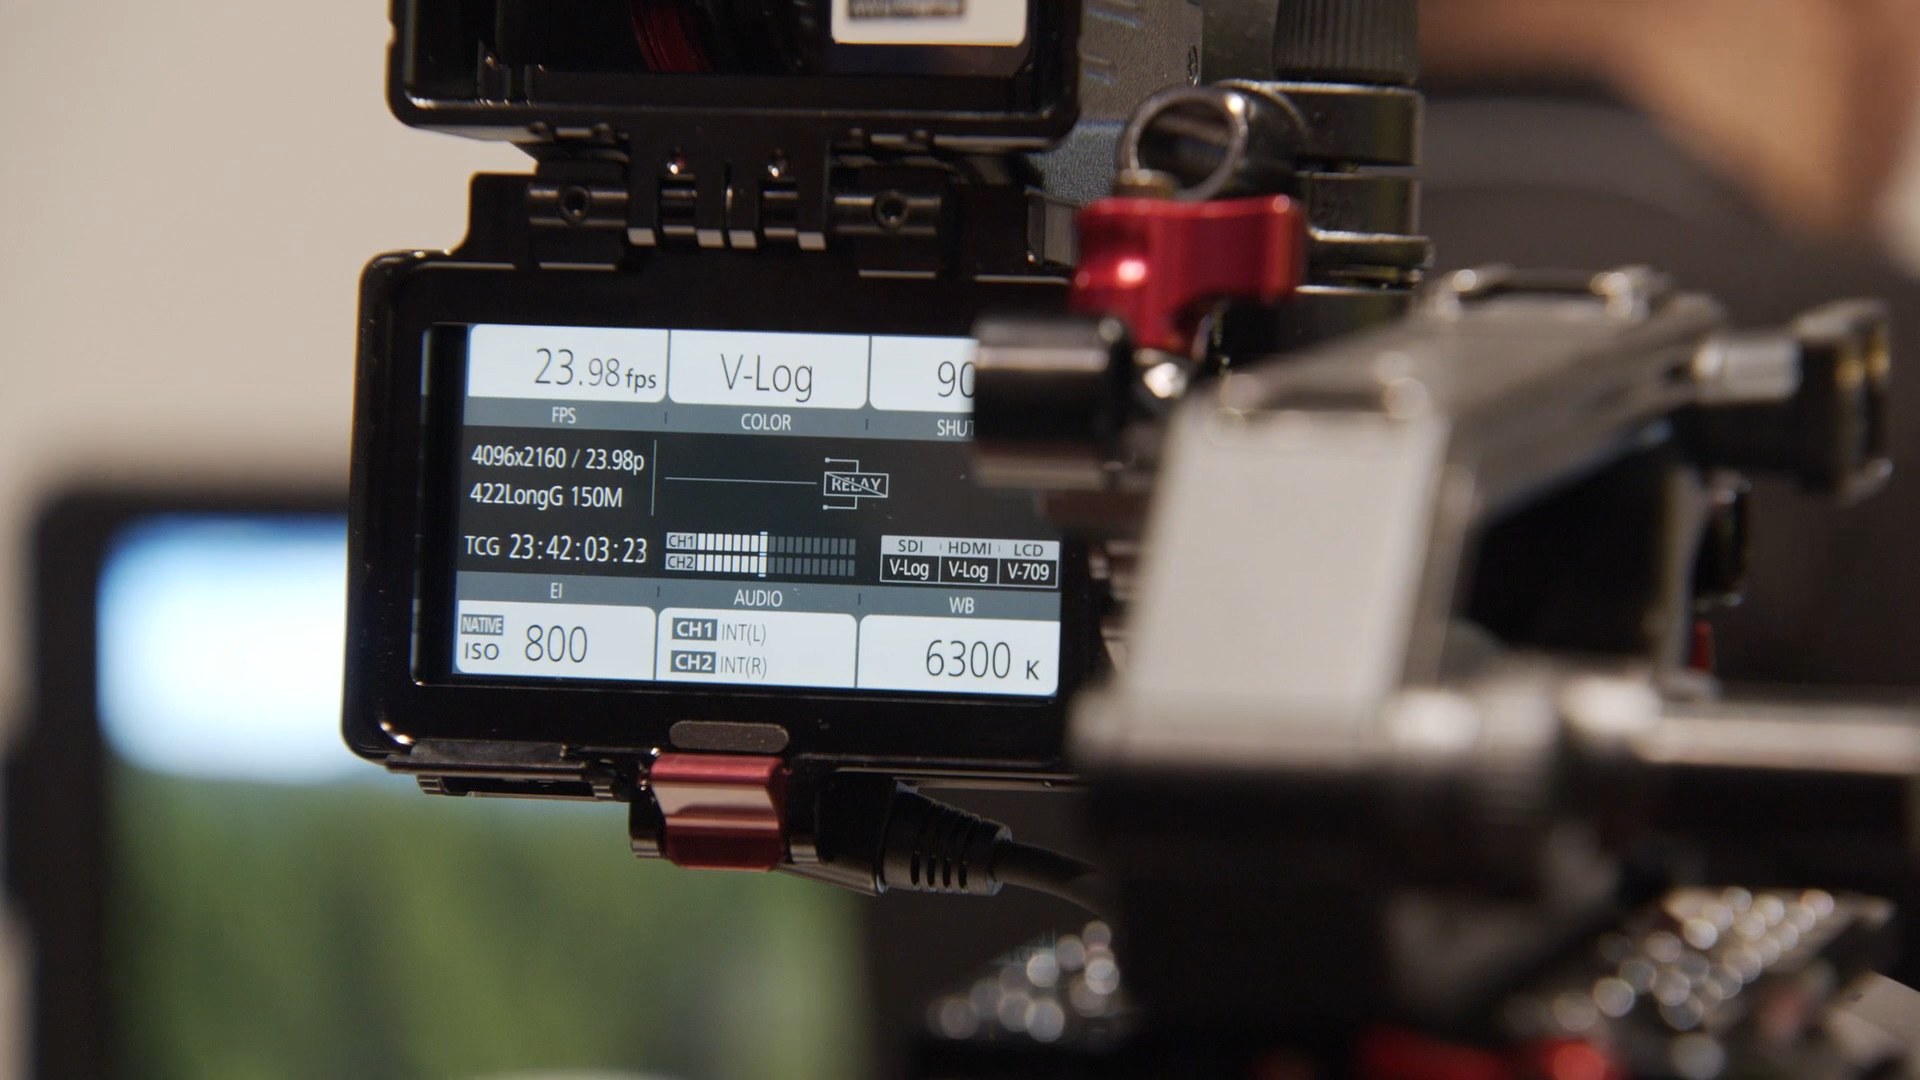 23.98 fps V-Log 90
FPS COLOR SHUT
4096x2160 / 23.98p
RELAY
422LongG 150M
TCG 23:42:03:23
CH1
CH2
SDI HDMI LCD
V-Log V-Log V-709
EI AUDIO WB
NATIVE
ISO 800
CH1 INT(L)
CH2 INT(R)
6300 K